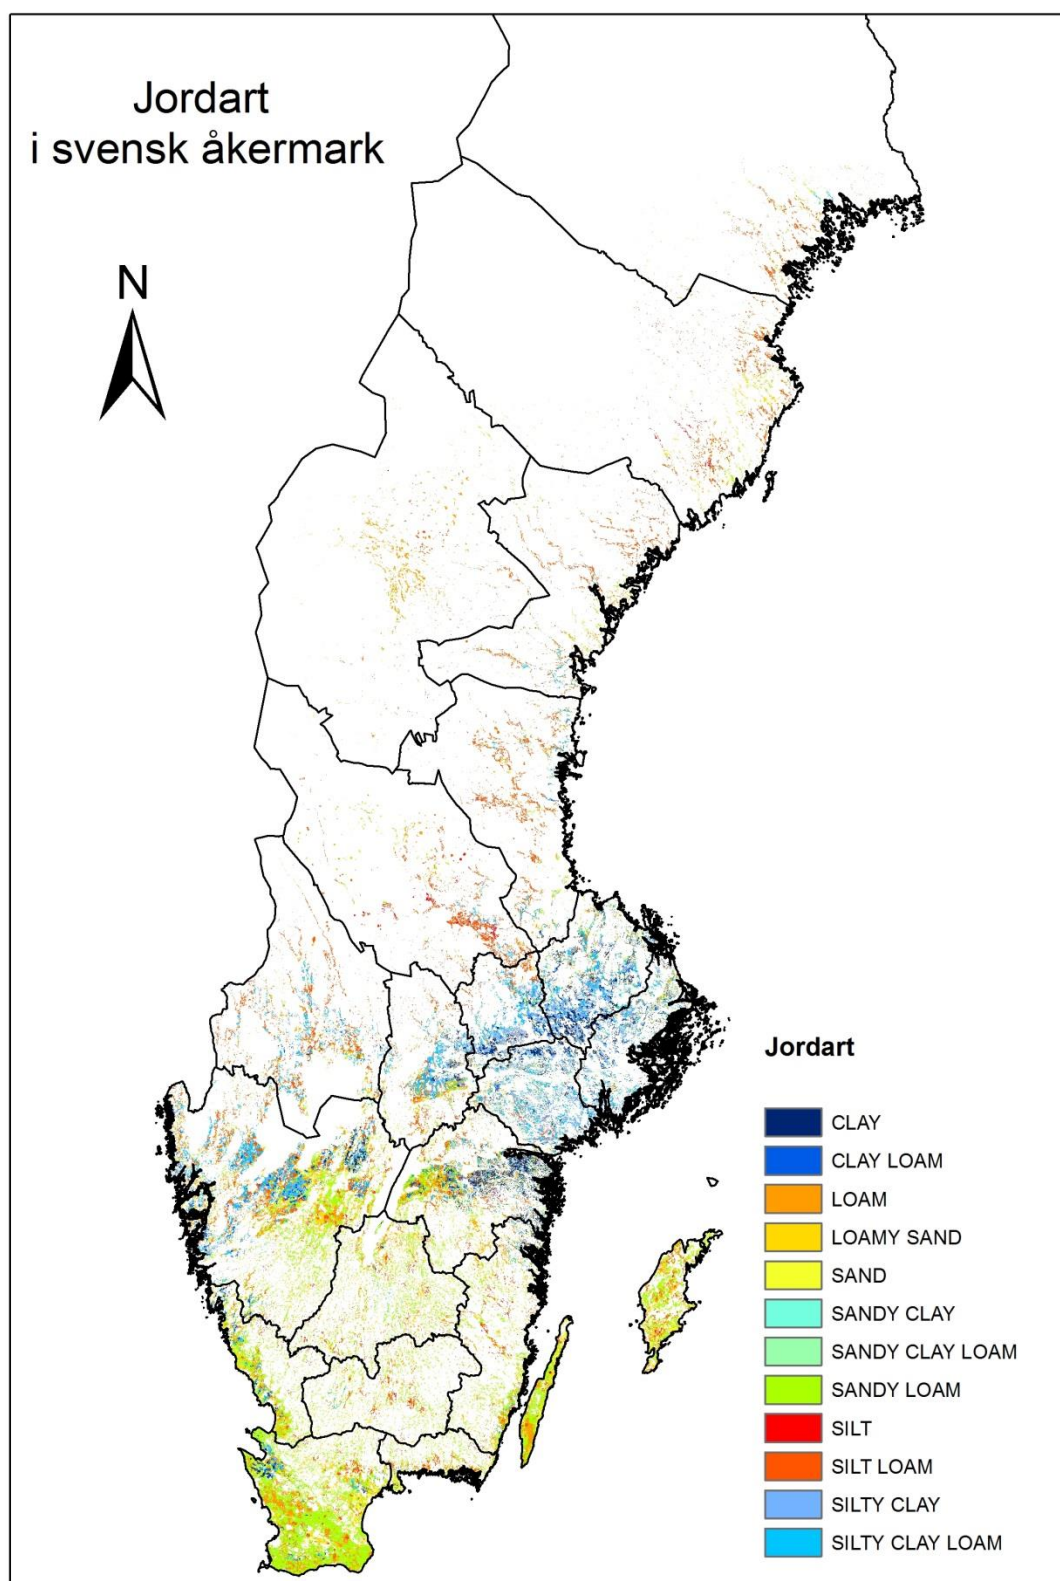 Jordart
i svensk åkermark
N
Jordart
CLAY
CLAY LOAM
LOAM
LOAMY SAND
SAND
SANDY CLAY
SANDY CLAY LOAM
SANDY LOAM
SILT
SILT LOAM
SILTY CLAY
SILTY CLAY LOAM